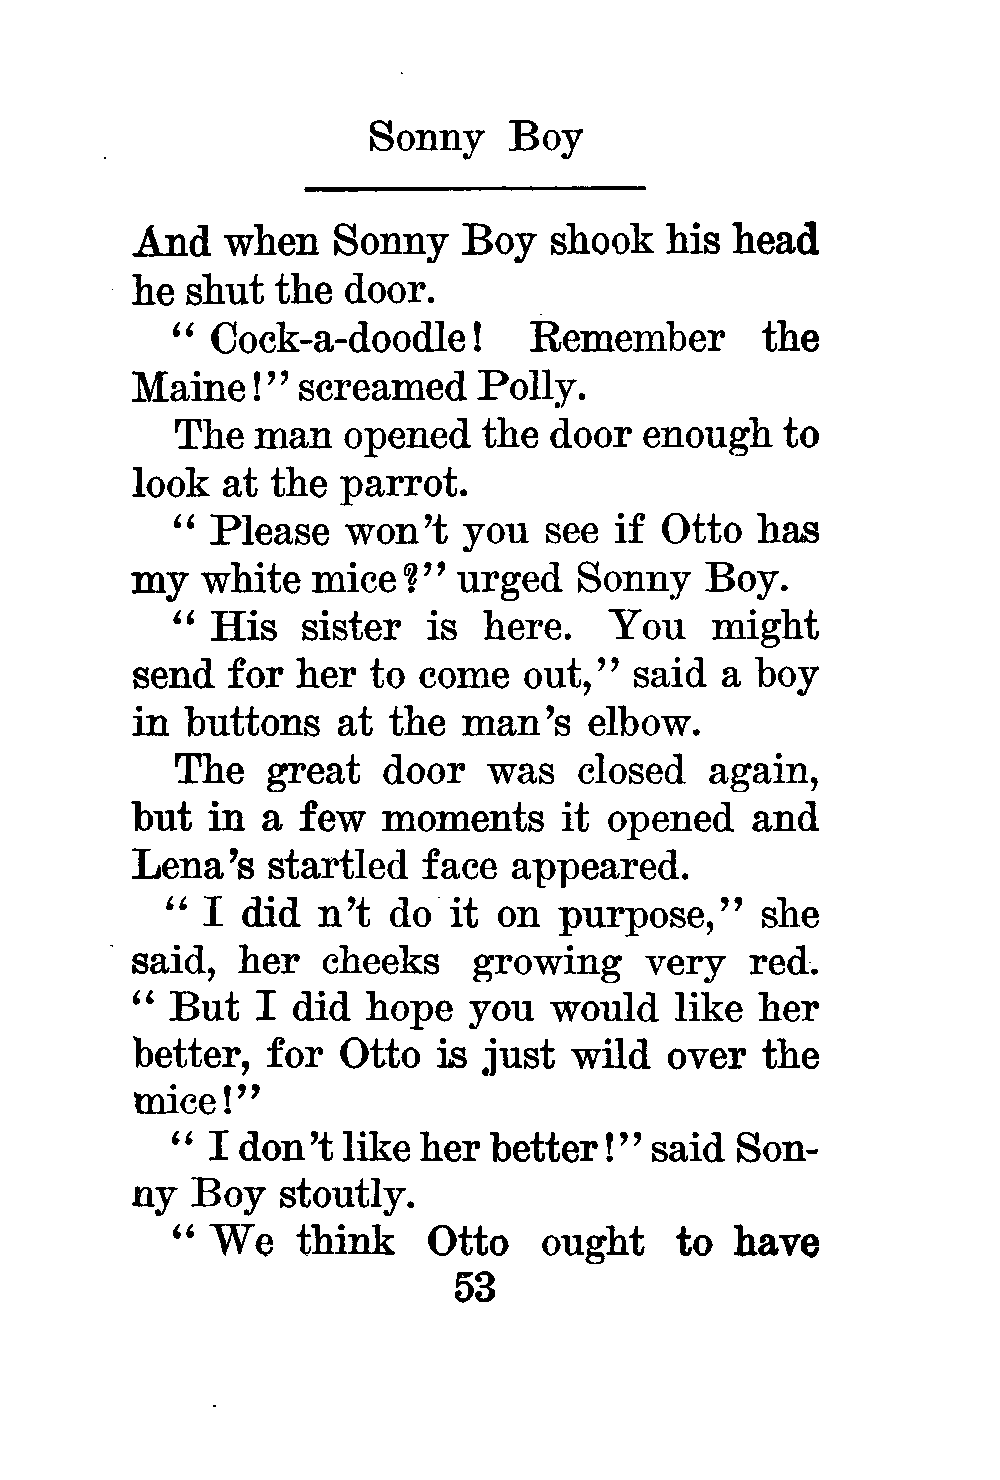 Sonny Boy
And when Sonny Boy shook his head
he shut the door.
“ Cock-a-doodle! Remember the
Maine!” screamed Polly.
The man opened the door enough to
look at the parrot.
“ Please won’t you see if Otto has
my white mice?” urged Sonny Boy.
“ His sister is here. You might
send for her to come out,” said a boy
in buttons at the man’s elbow.
The great door was closed again,
but in a few moments it opened and
Lena’s startled face appeared.
“ I did n’t do it on purpose,” she
said, her cheeks growing very red.
“ But I did hope you would like her
better, for Otto is just wild over the
mice!”
“ I don’t like her better!” said Son-
ny Boy stoutly.
“ We think Otto ought to have
53